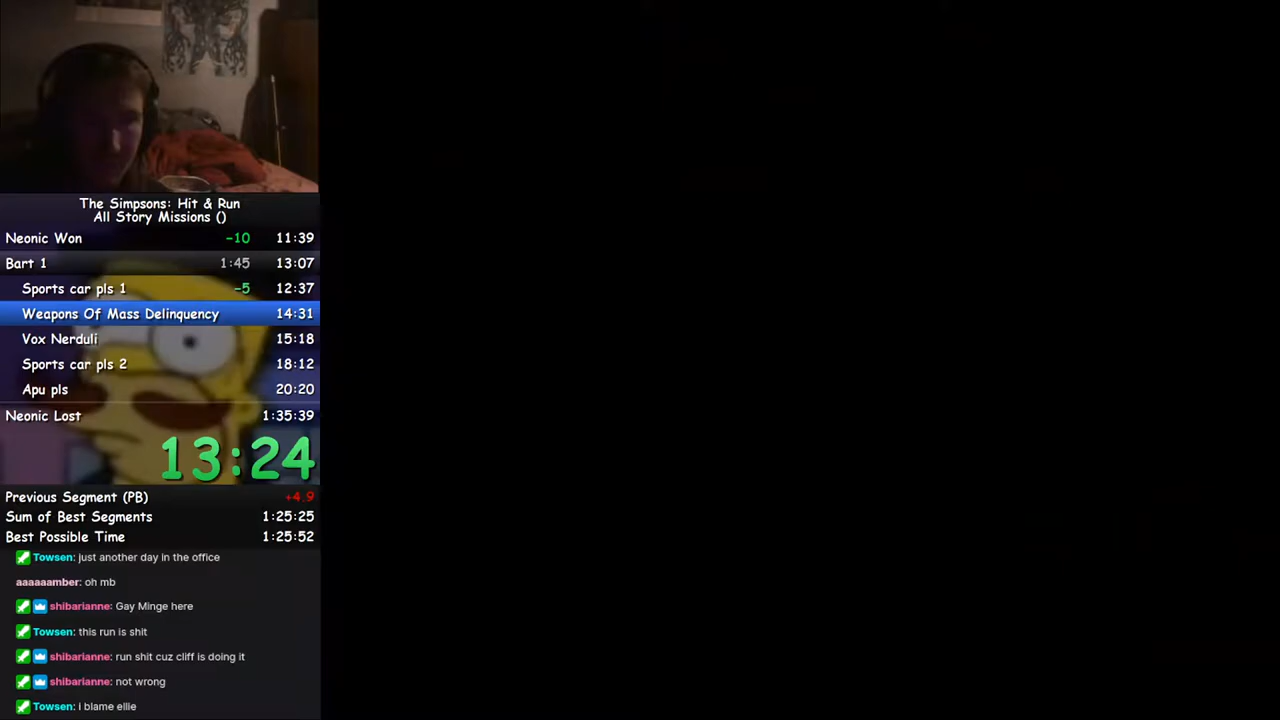 The Simpsons: Hit & Run
All Story Missions ()
Neonic Won -10 11:39
Bart 1 1:45 13:07
Sports car pls 1 -5 12:37
Weapons Of Mass Delinquency 14:31
Vox Nerduli 15:18
Sports car pls 2 18:12
Apu pls 20:20
Neonic Lost 1:35:39
13:24
Previous Segment (PB) +4.9
Sum of Best Segments 1:25:25
Best Possible Time 1:25:52
Towsen: just another day in the office
aaaaaamber: oh mb
shibarianne: Gay Minge here
Towsen: this run is shit
shibarianne: run shit cuz cliff is doing it
shibarianne: not wrong
Towsen: i blame ellie